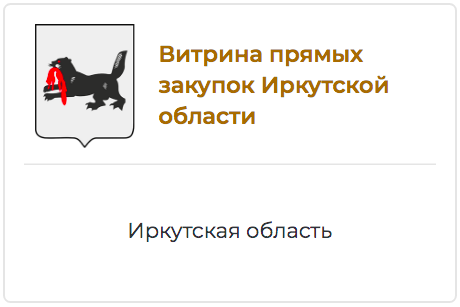 Витрина прямых
закупок Иркутской
области
Иркутская область